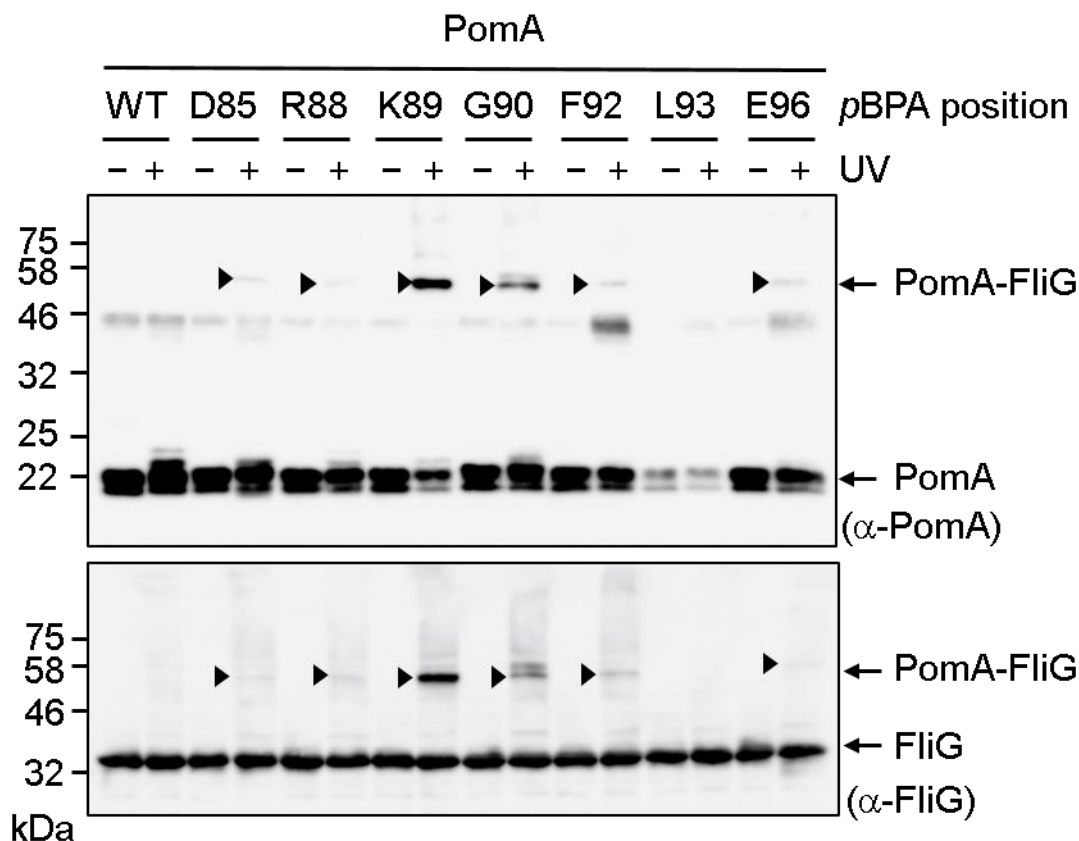 PomA
WT D85 R88 K89 G90 F92 L93 E96 pBPA position
− + − + − + − + − + − + − + − + UV
75
58
46
32
25
22
PomA-FliG
PomA
(α-PomA)
75
58
46
32
PomA-FliG
FliG
(α-FliG)
kDa